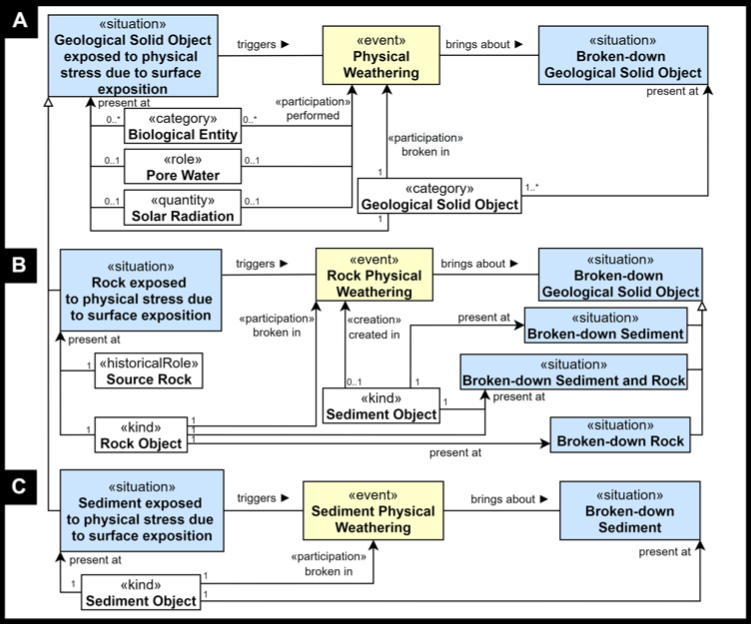 A
«situation»
Geological Solid Object
exposed to physical
stress due to surface
exposition
triggers ►
«event»
Physical
Weathering
brings about ►
«situation»
Broken-down
Geological Solid Object
present at
present at
«participation»
performed
0..*
«category»
Biological Entity
0..*
«participation»
broken in
0..1
«role»
Pore Water
0..1
0..1
«quantity»
Solar Radiation
0..1
1
«category»
Geological Solid Object
1..*
1
B
«situation»
Rock exposed
to physical stress due
to surface exposition
triggers ►
«event»
Rock Physical
Weathering
brings about ►
«situation»
Broken-down
Geological Solid Object
present at
«participation»
broken in
«creation»
created in
present at
«situation»
Broken-down Sediment
1
«historicalRole»
Source Rock
0..1
1
«situation»
Broken-down Sediment and Rock
«kind»
Sediment Object
1
present at
1
«kind»
Rock Object
1
1
1
present at
«situation»
Broken-down Rock
C
«situation»
Sediment exposed
to physical stress due
to surface exposition
triggers ►
«event»
Sediment Physical
Weathering
brings about ►
«situation»
Broken-down
Sediment
present at
«participation»
broken in
present at
1
«kind»
Sediment Object
1
1